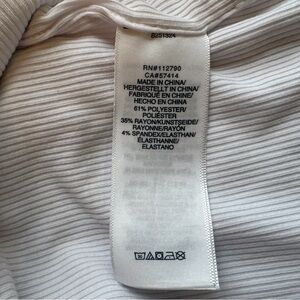 RN#112790
CA#57414
MADE IN CHINA/
HERGESTELLT IN CHINA/
FABRIQUÉ EN CHINE/
HECHO EN CHINA
61% POLYESTER/
POLIÉSTER
35% RAYON/KUNSTSEIDE/
RAYONNE/RAYÓN
4% SPANDEX/ELASTHAN/
ÉLASTHANNE/
ELASTANO